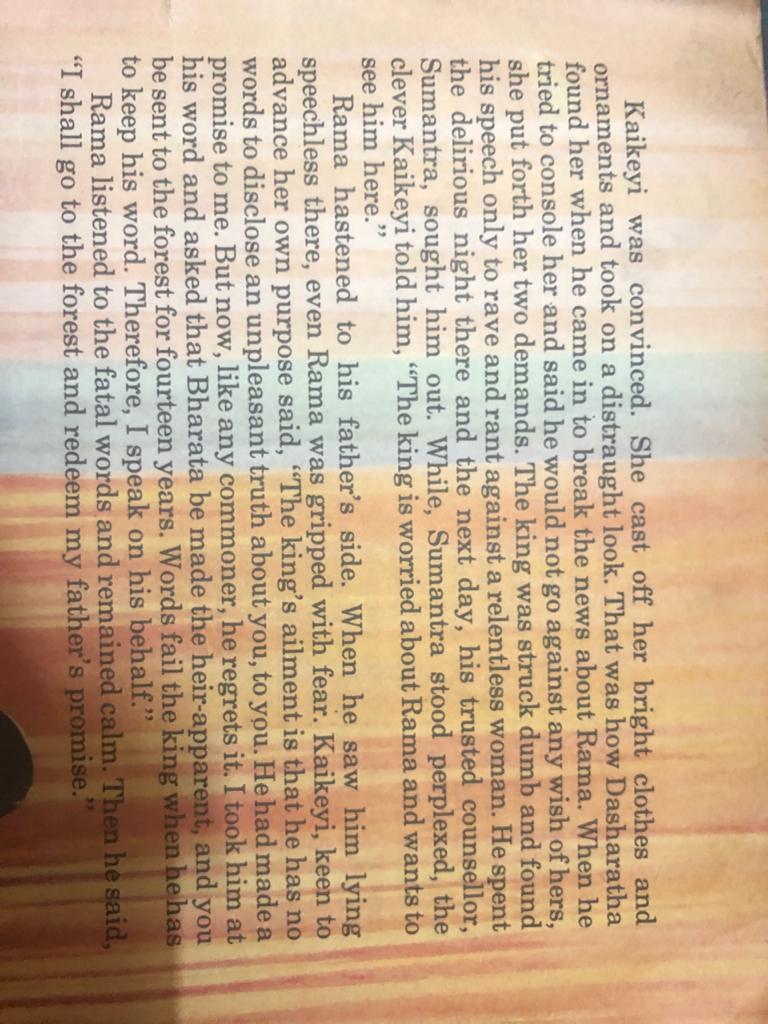 Kaikeyi was convinced. She cast off her bright clothes and
ornaments and took on a distraught look. That was how Dasharatha
found her when he came in to break the news about Rama. When he
tried to console her and said he would not go against any wish of hers,
she put forth her two demands. The king was struck dumb and found
his speech only to rave and rant against a relentless woman. He spent
the delirious night there and the next day, his trusted counsellor,
Sumantra, sought him out. While, Sumantra stood perplexed, the
clever Kaikeyi told him, “The king is worried about Rama and wants to
see him here.”
Rama hastened to his father’s side. When he saw him lying
speechless there, even Rama was gripped with fear. Kaikeyi, keen to
advance her own purpose said, “The king’s ailment is that he has no
words to disclose an unpleasant truth about you, to you. He had made a
promise to me. But now, like any commoner, he regrets it. I took him at
his word and asked that Bharata be made the heir-apparent, and you
be sent to the forest for fourteen years. Words fail the king when he has
to keep his word. Therefore, I speak on his behalf.”
Rama listened to the fatal words and remained calm. Then he said,
“I shall go to the forest and redeem my father’s promise.”